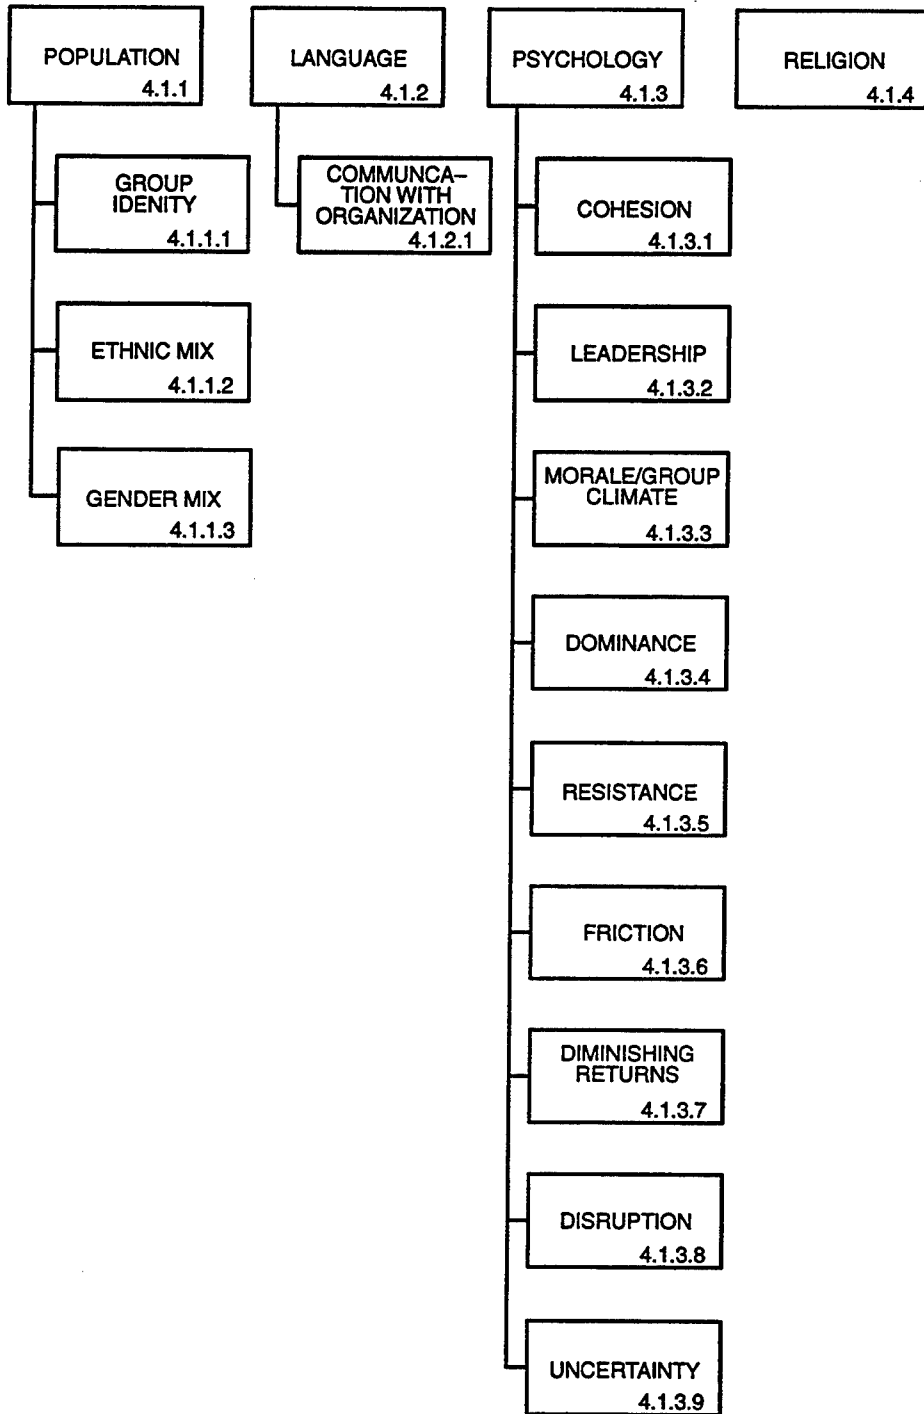 POPULATION
4.1.1
LANGUAGE
4.1.2
PSYCHOLOGY
4.1.3
RELIGION
4.1.4
GROUP
IDENITY
4.1.1.1
ETHNIC MIX
4.1.1.2
GENDER MIX
4.1.1.3
COMMUNCA–
TION WITH
ORGANIZATION
4.1.2.1
COHESION
4.1.3.1
LEADERSHIP
4.1.3.2
MORALE/GROUP
CLIMATE
4.1.3.3
DOMINANCE
4.1.3.4
RESISTANCE
4.1.3.5
FRICTION
4.1.3.6
DIMINISHING
RETURNS
4.1.3.7
DISRUPTION
4.1.3.8
UNCERTAINTY
4.1.3.9